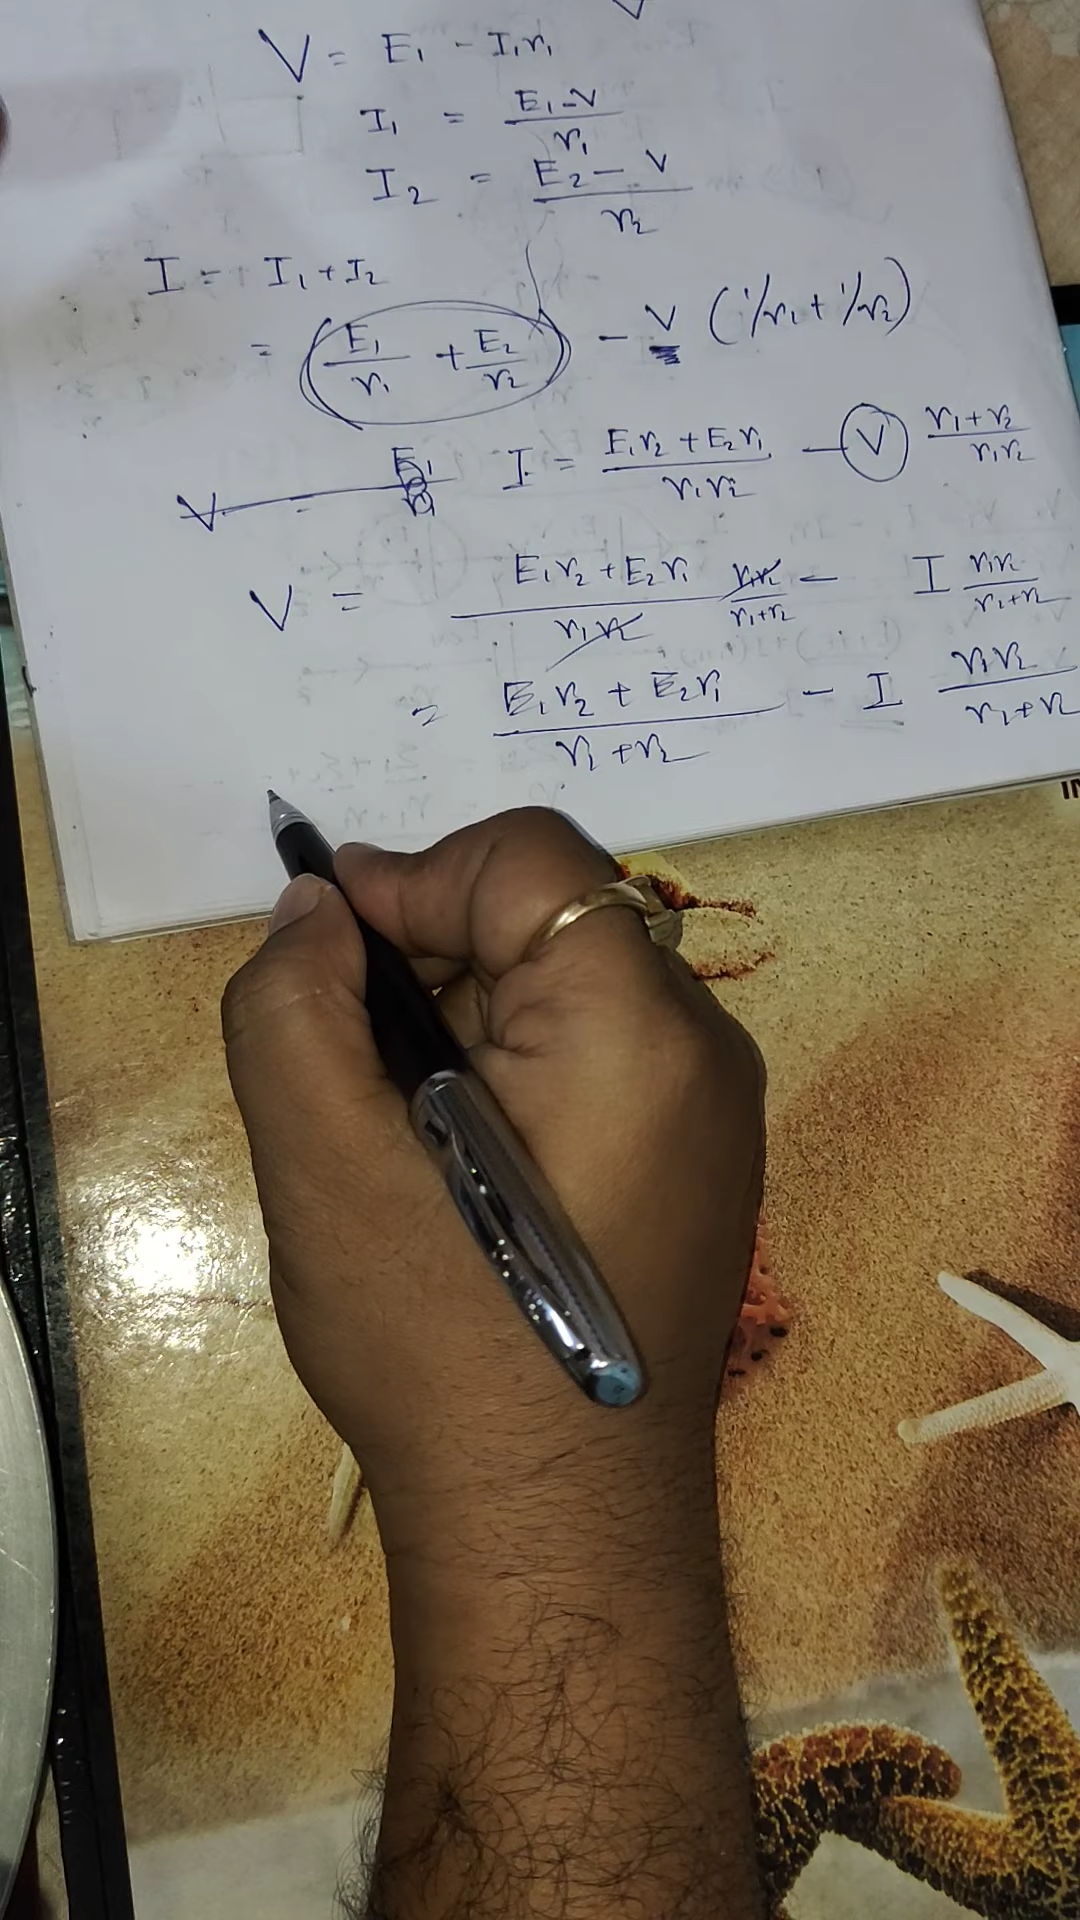 V = E₁ - I₁r₁
I₁ = (E₁ - V)/r₁
I₂ = (E₂ - V)/r₂
I = I₁ + I₂
= (E₁/r₁ + E₂/r₂) - V (1/r₁ + 1/r₂)
I = (E₁r₂ + E₂r₁)/(r₁r₂) - V (r₁ + r₂)/(r₁r₂)
V =
V = (E₁r₂ + E₂r₁)/(r₁r₂) (r₁r₂)/(r₁+r₂) - I (r₁r₂)/(r₁+r₂)
= (E₁r₂ + E₂r₁)/(r₁+r₂) - I (r₁r₂)/(r₁+r₂)